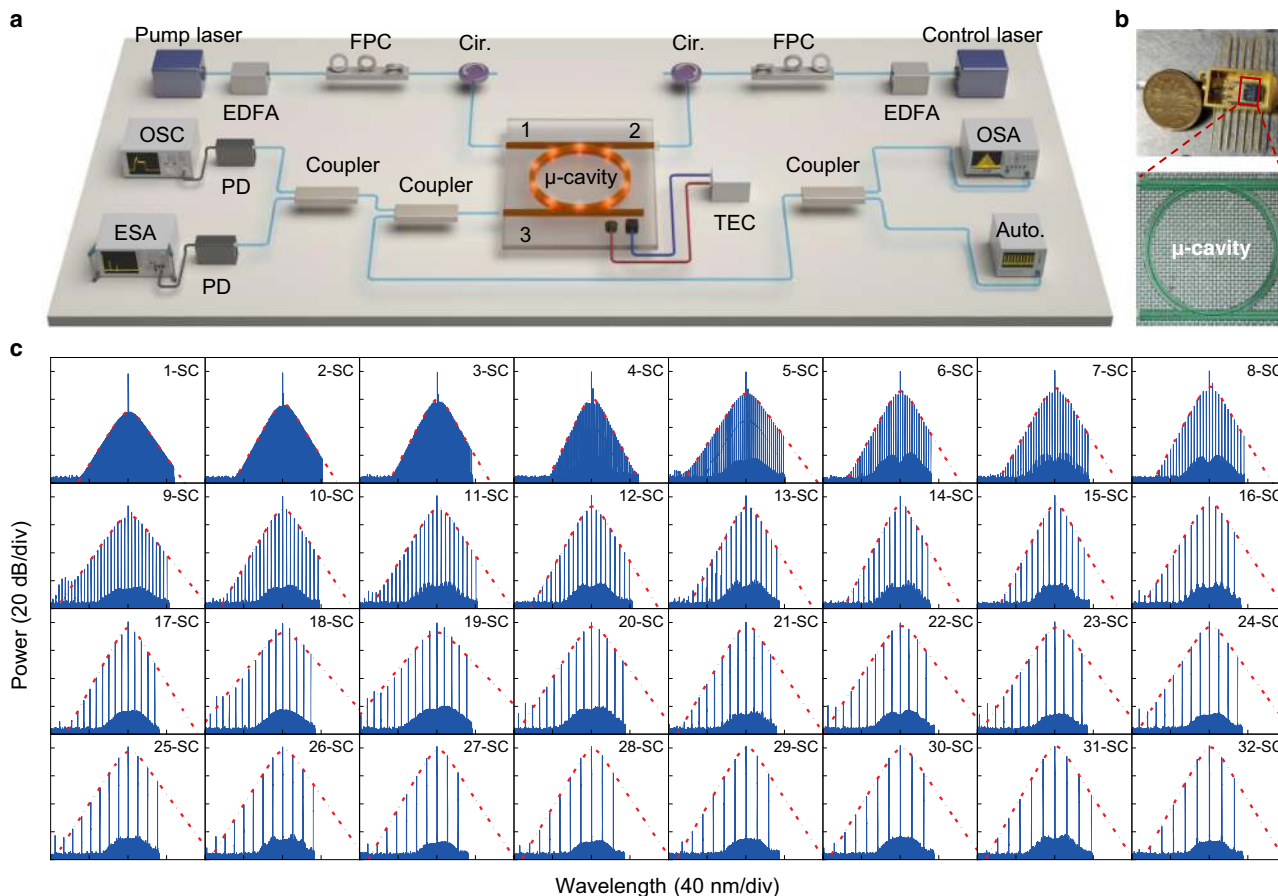 a
b
Pump laser
FPC
Cir.
Cir.
FPC
Control laser
EDFA
EDFA
OSC
1
2
OSA
PD
Coupler
Coupler
μ-cavity
Coupler
TEC
ESA
3
Auto.
PD
μ-cavity
c
1-SC
2-SC
3-SC
4-SC
5-SC
6-SC
7-SC
8-SC
9-SC
10-SC
11-SC
12-SC
13-SC
14-SC
15-SC
16-SC
17-SC
18-SC
19-SC
20-SC
21-SC
22-SC
23-SC
24-SC
25-SC
26-SC
27-SC
28-SC
29-SC
30-SC
31-SC
32-SC
Power (20 dB/div)
Wavelength (40 nm/div)